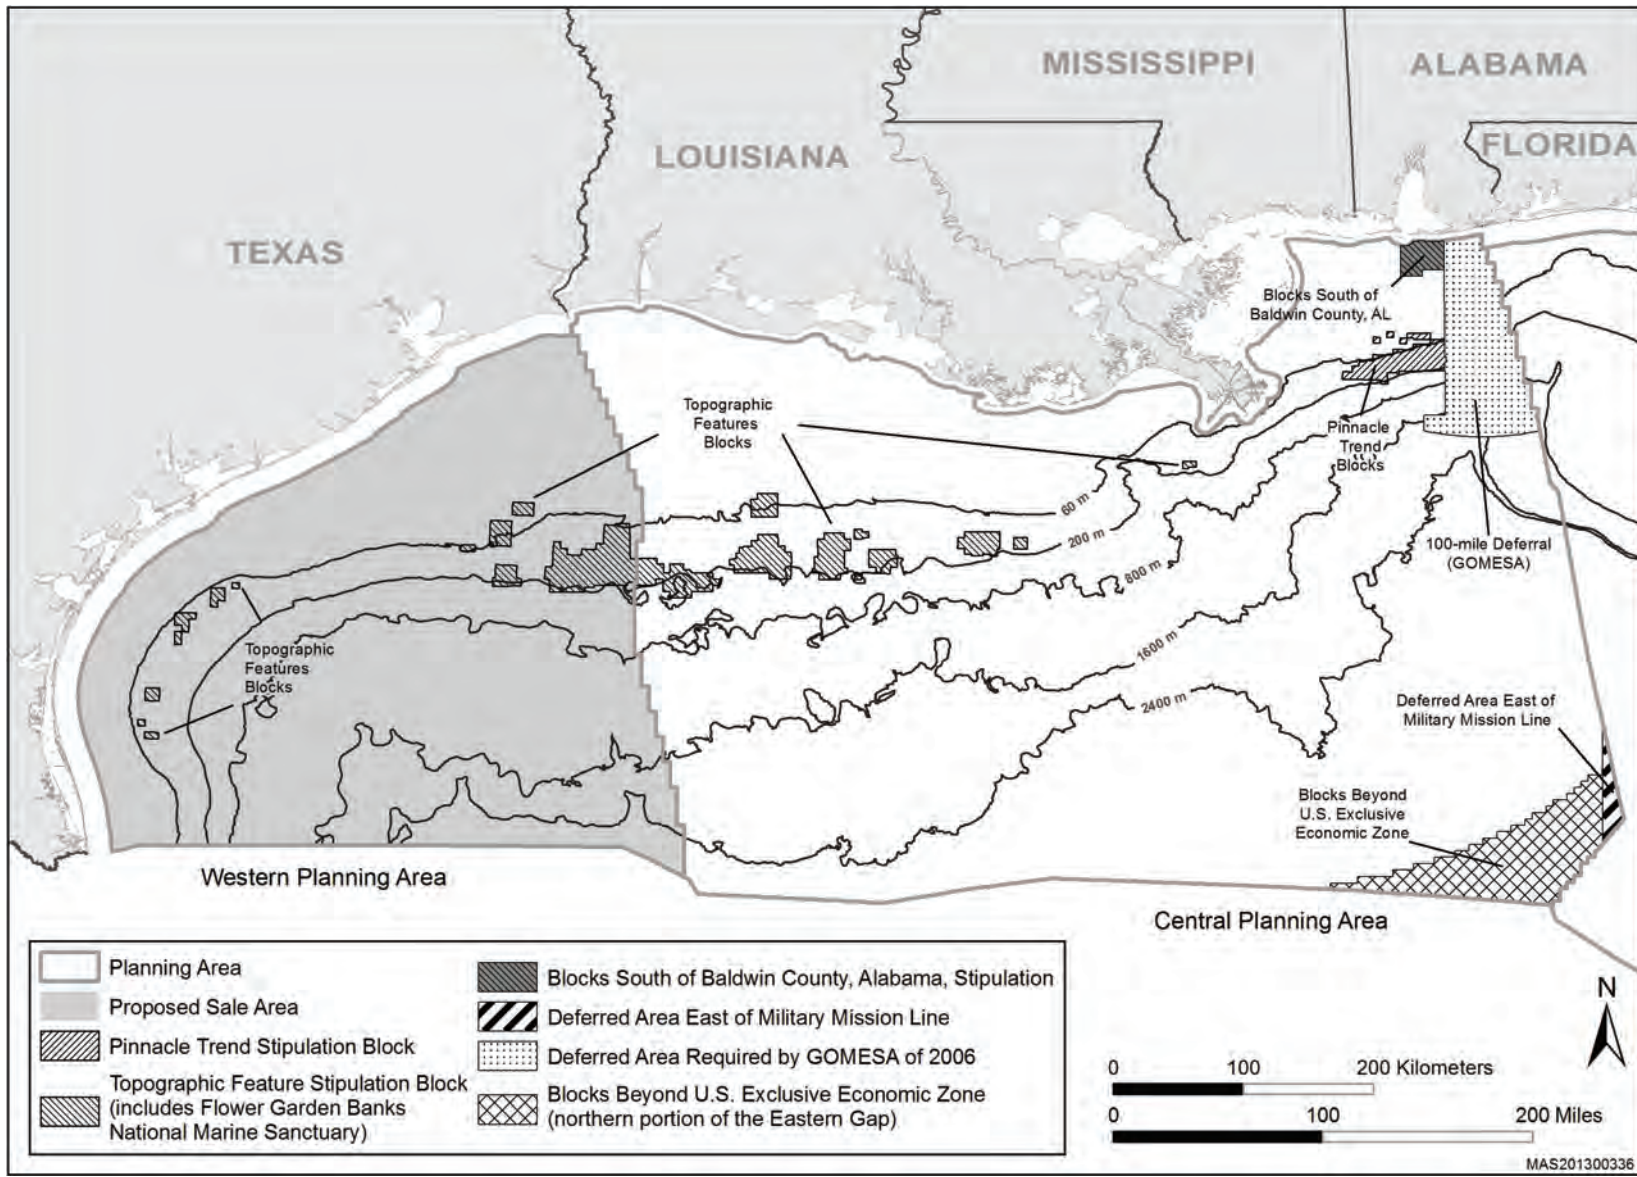 MISSISSIPPI
ALABAMA
FLORIDA
LOUISIANA
TEXAS
Blocks South of
Baldwin County, AL
Topographic
Features
Blocks
Pinnacle
Trend
Blocks
60 m
200 m
800 m
1600 m
2400 m
100-mile Deferral
(GOMESA)
Topographic
Features
Blocks
Deferred Area East of
Military Mission Line
Blocks Beyond
U.S. Exclusive
Economic Zone
Western Planning Area
Central Planning Area
Planning Area
Proposed Sale Area
Pinnacle Trend Stipulation Block
Topographic Feature Stipulation Block
(includes Flower Garden Banks
National Marine Sanctuary)
Blocks South of Baldwin County, Alabama, Stipulation
Deferred Area East of Military Mission Line
Deferred Area Required by GOMESA of 2006
Blocks Beyond U.S. Exclusive Economic Zone
(northern portion of the Eastern Gap)
N
0 100 200 Kilometers
0 100 200 Miles
MAS201300336